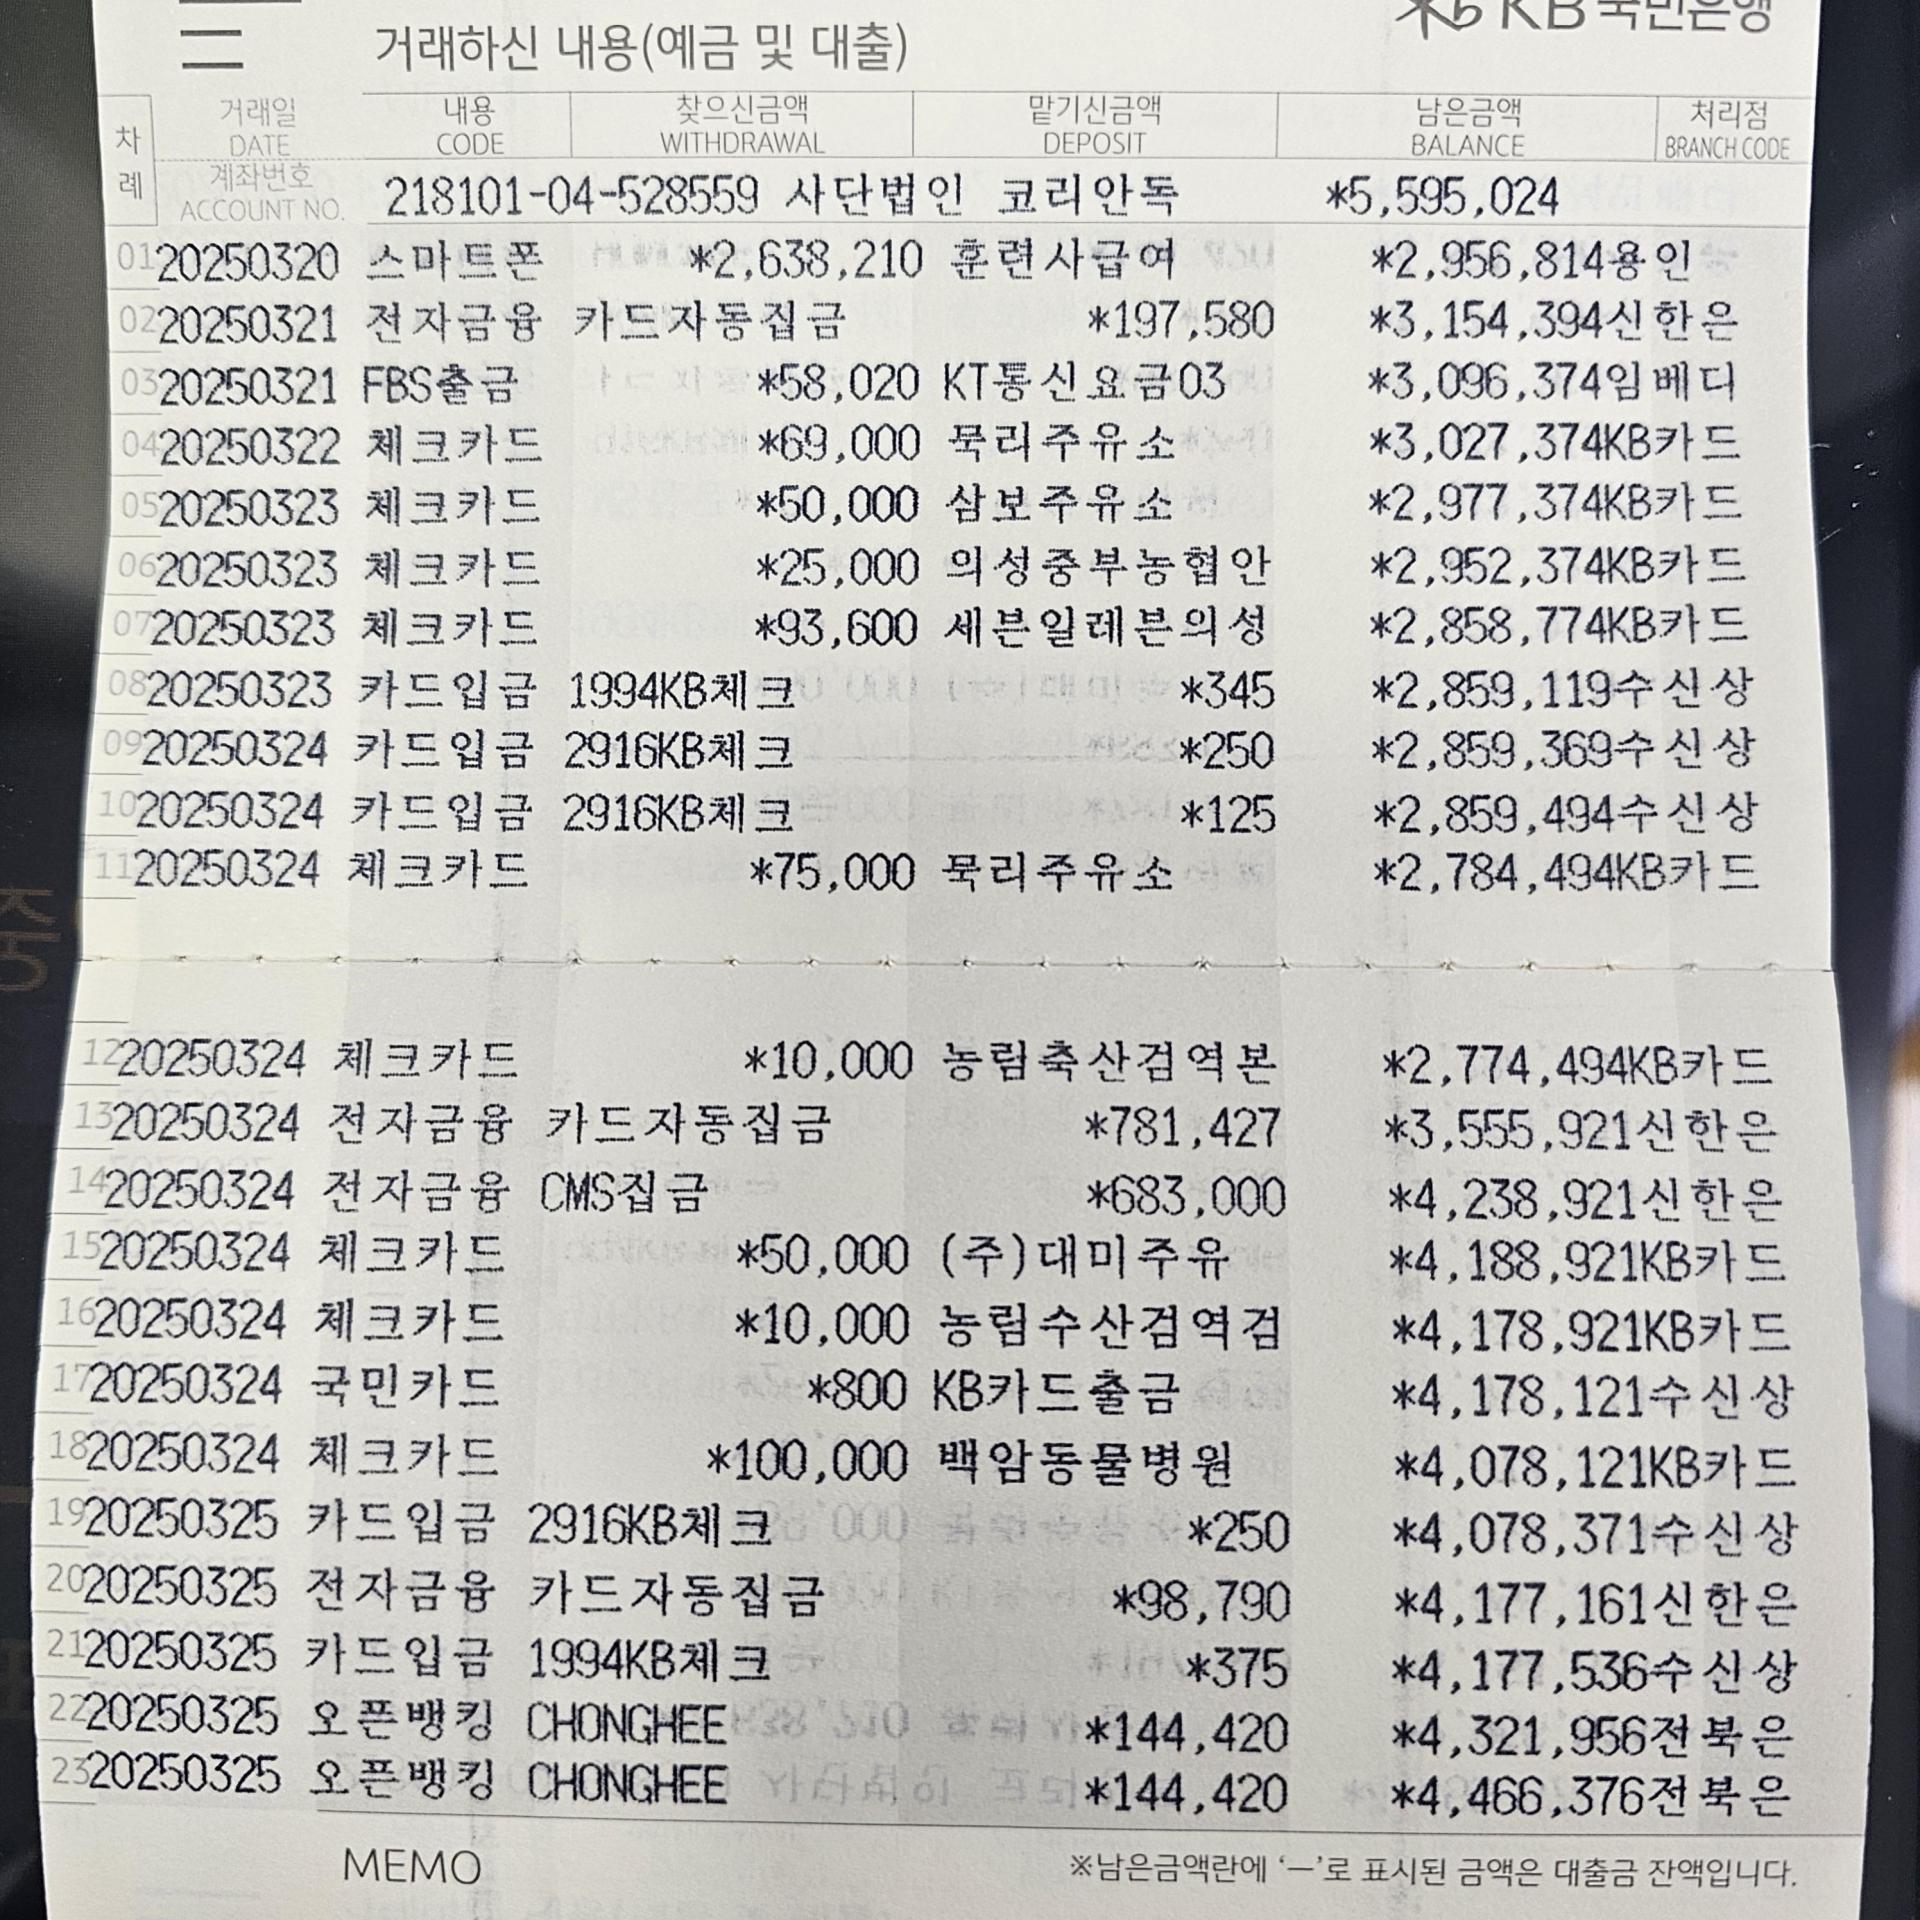 KB국민은행
거래하신 내용(예금 및 대출)
차례 거래일 DATE 내용 CODE 찾으신금액 WITHDRAWAL 맡기신금액 DEPOSIT 남은금액 BALANCE 처리점 BRANCH CODE
계좌번호 ACCOUNT NO. 218101-04-528559 사단법인 코리안독 *5,595,024
01 20250320 스마트폰 *2,638,210 훈련사급여 *2,956,814용인
02 20250321 전자금융 카드자동집금 *197,580 *3,154,394신한은
03 20250321 FBS출금 *58,020 KT통신요금03 *3,096,374임베디
04 20250322 체크카드 *69,000 묵리주유소 *3,027,374KB카드
05 20250323 체크카드 *50,000 삼보주유소 *2,977,374KB카드
06 20250323 체크카드 *25,000 의성중부농협안 *2,952,374KB카드
07 20250323 체크카드 *93,600 세븐일레븐의성 *2,858,774KB카드
08 20250323 카드입금 1994KB체크 *345 *2,859,119수신상
09 20250324 카드입금 2916KB체크 *250 *2,859,369수신상
10 20250324 카드입금 2916KB체크 *125 *2,859,494수신상
11 20250324 체크카드 *75,000 묵리주유소 *2,784,494KB카드
12 20250324 체크카드 *10,000 농림축산검역본 *2,774,494KB카드
13 20250324 전자금융 카드자동집금 *781,427 *3,555,921신한은
14 20250324 전자금융 CMS집금 *683,000 *4,238,921신한은
15 20250324 체크카드 *50,000 (주)대미주유 *4,188,921KB카드
16 20250324 체크카드 *10,000 농림수산검역검 *4,178,921KB카드
17 20250324 국민카드 *800 KB카드출금 *4,178,121수신상
18 20250324 체크카드 *100,000 백암동물병원 *4,078,121KB카드
19 20250325 카드입금 2916KB체크 *250 *4,078,371수신상
20 20250325 전자금융 카드자동집금 *98,790 *4,177,161신한은
21 20250325 카드입금 1994KB체크 *375 *4,177,536수신상
22 20250325 오픈뱅킹 CHONGHEE *144,420 *4,321,956전북은
23 20250325 오픈뱅킹 CHONGHEE *144,420 *4,466,376전북은
MEMO ※남은금액란에 '—'로 표시된 금액은 대출금 잔액입니다.